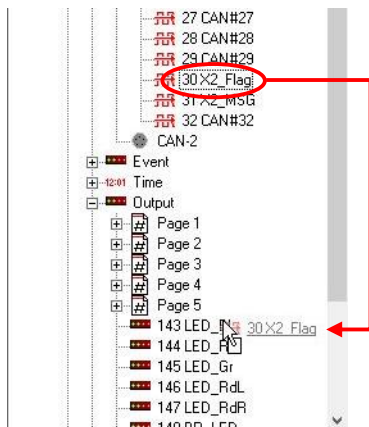 27 CAN#27
28 CAN#28
29 CAN#29
30 X2_Flag
31 X2_MSG
32 CAN#32
CAN-2
Event
12:01 Time
Output
# Page 1
# Page 2
# Page 3
# Page 4
# Page 5
143 LED_ 30 X2_Flag
144 LED_
145 LED_Gr
146 LED_RdL
147 LED_RdR
148 LED